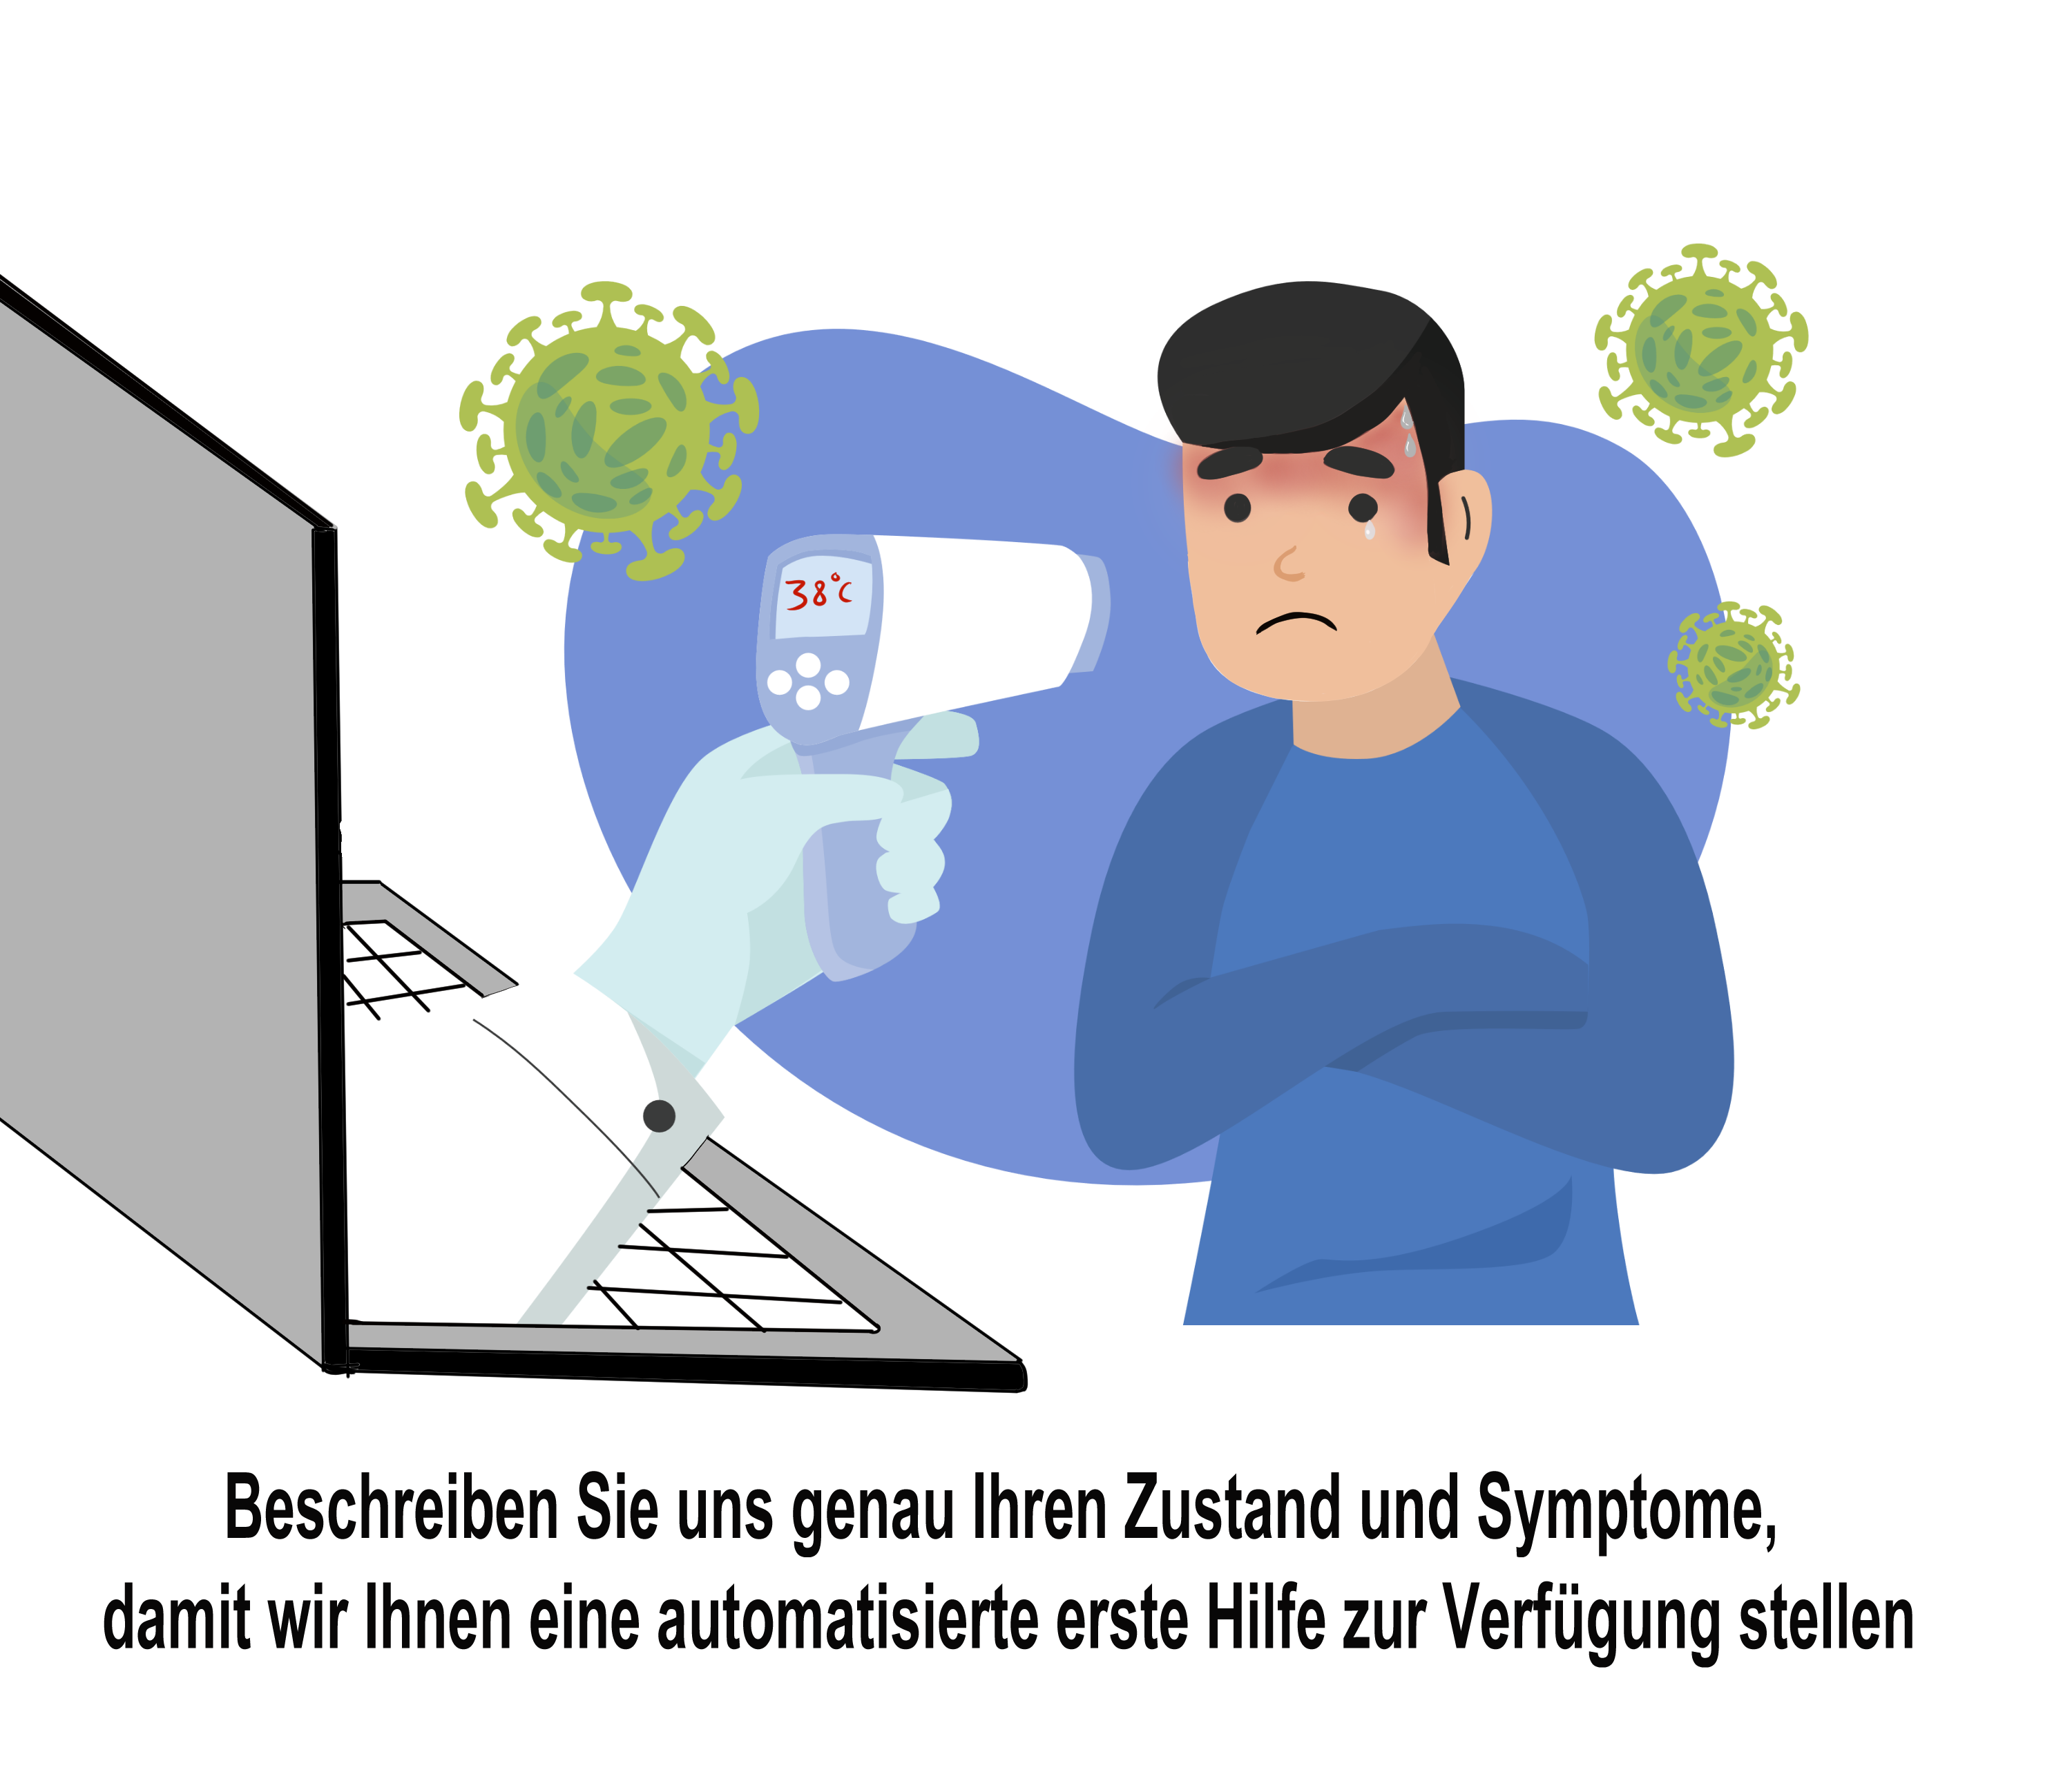 38°C
Beschreiben Sie uns genau Ihren Zustand und Symptome,
damit wir Ihnen eine automatisierte erste Hilfe zur Verfügung stellen